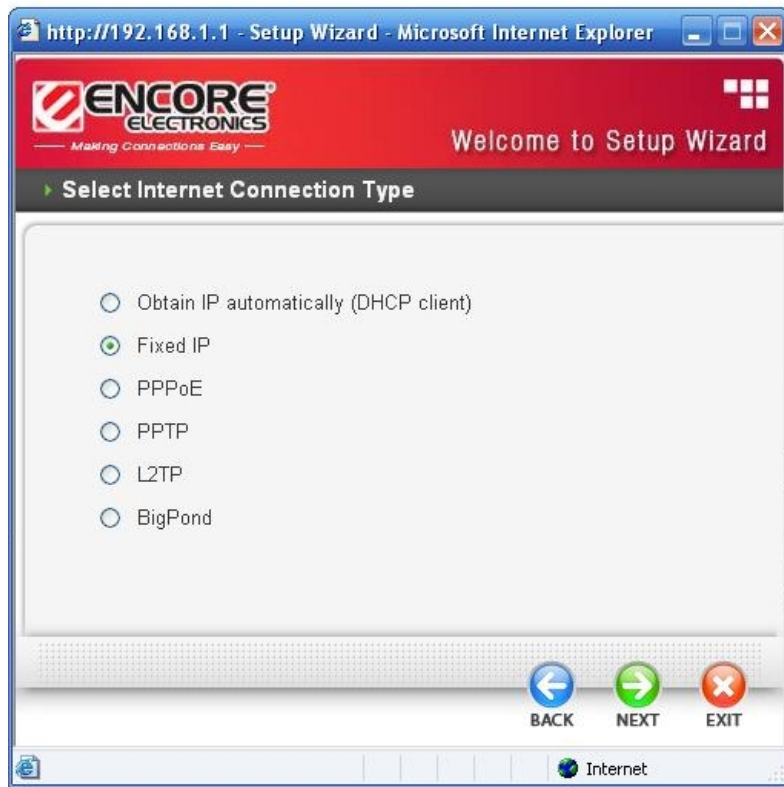 http://192.168.1.1 - Setup Wizard - Microsoft Internet Explorer
ENCORE
ELECTRONICS
Making Connections Easy
Welcome to Setup Wizard
Select Internet Connection Type
Obtain IP automatically (DHCP client)
Fixed IP
PPPoE
PPTP
L2TP
BigPond
BACK NEXT EXIT
Internet